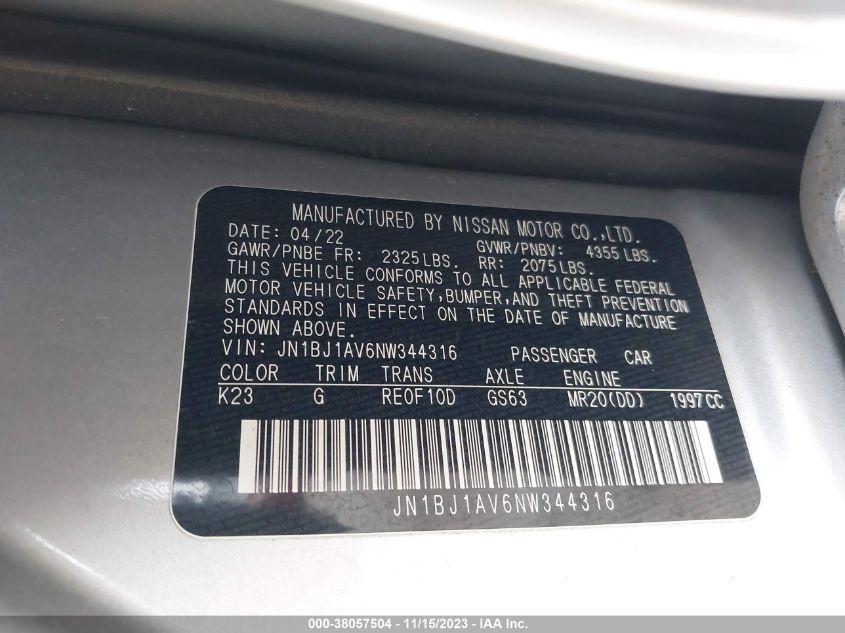 MANUFACTURED BY NISSAN MOTOR CO.,LTD.
DATE: 04/22 GVWR/PNBV: 4355 LBS.
GAWR/PNBE FR: 2325LBS. RR: 2075LBS.
THIS VEHICLE CONFORMS TO ALL APPLICABLE FEDERAL
MOTOR VEHICLE SAFETY,BUMPER,AND THEFT PREVENTION
STANDARDS IN EFFECT ON THE DATE OF MANUFACTURE
SHOWN ABOVE.
VIN: JN1BJ1AV6NW344316 PASSENGER CAR
COLOR TRIM TRANS AXLE ENGINE
K23 G RE0F10D GS63 MR20(DD) 1997CC
JN1BJ1AV6NW344316
000-38057504 - 11/15/2023 - IAA Inc.